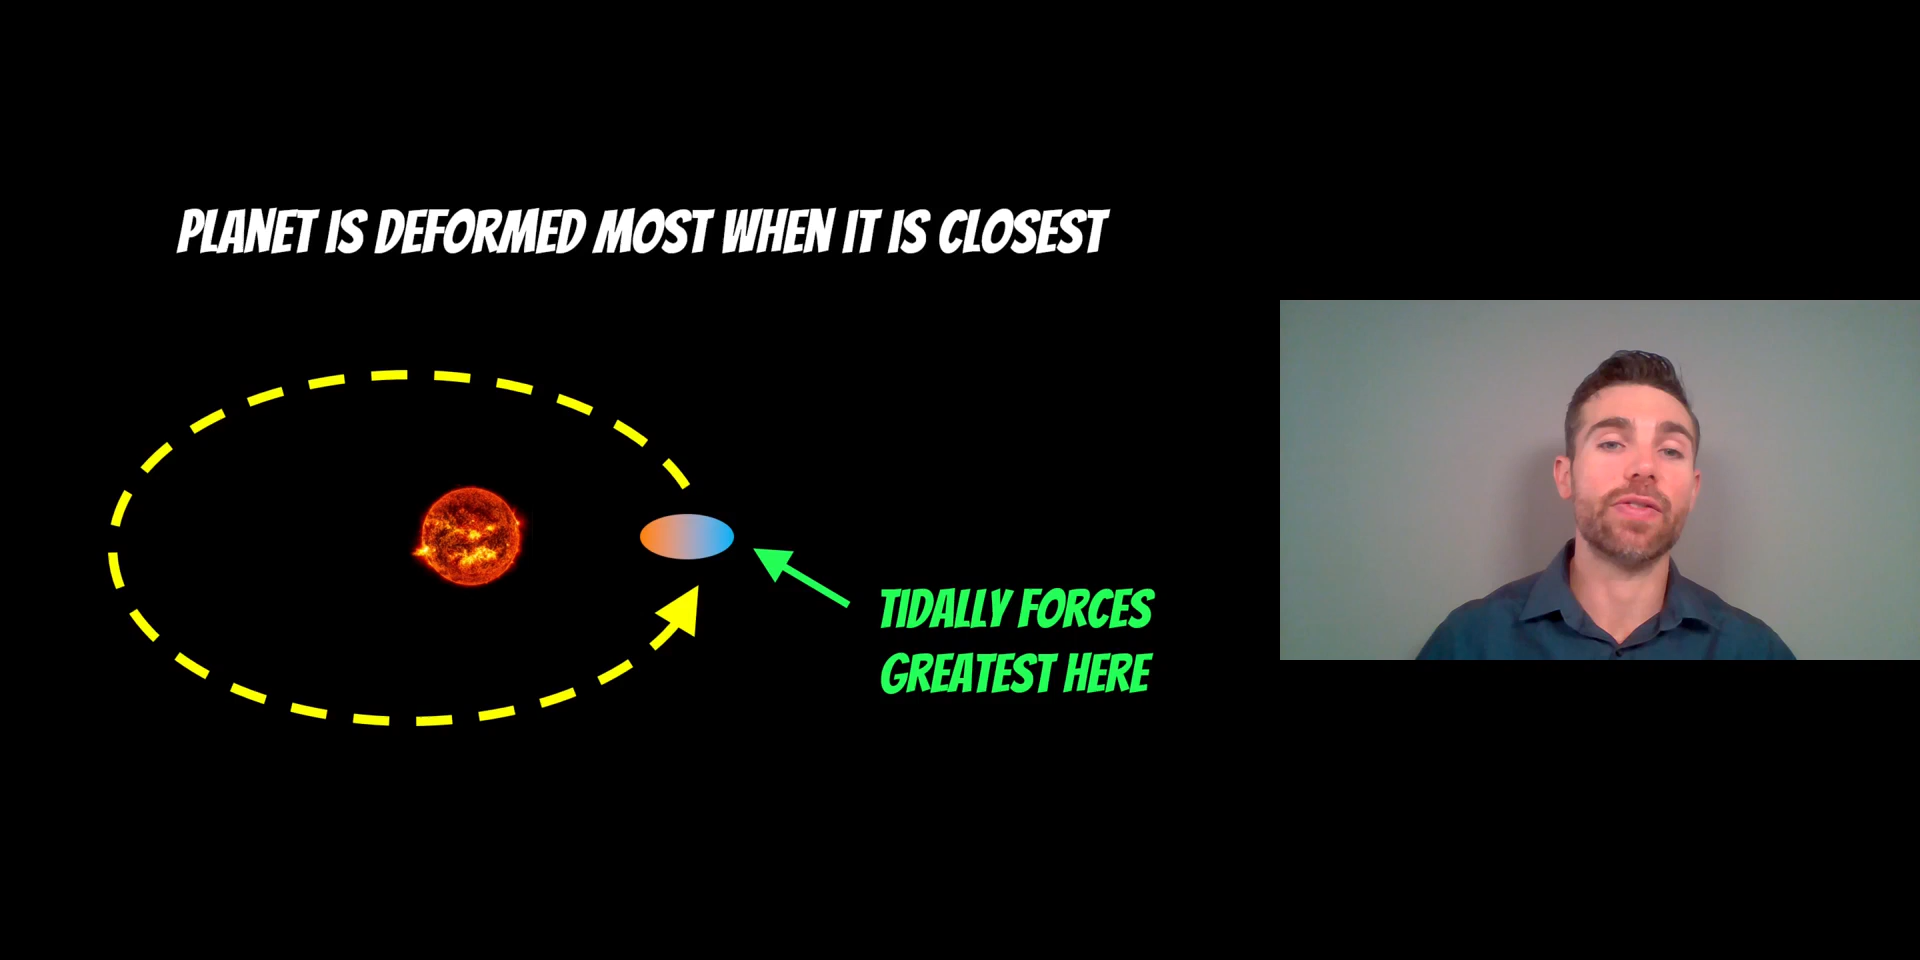 PLANET IS DEFORMED MOST WHEN IT IS CLOSEST
TIDALLY FORCES
GREATEST HERE